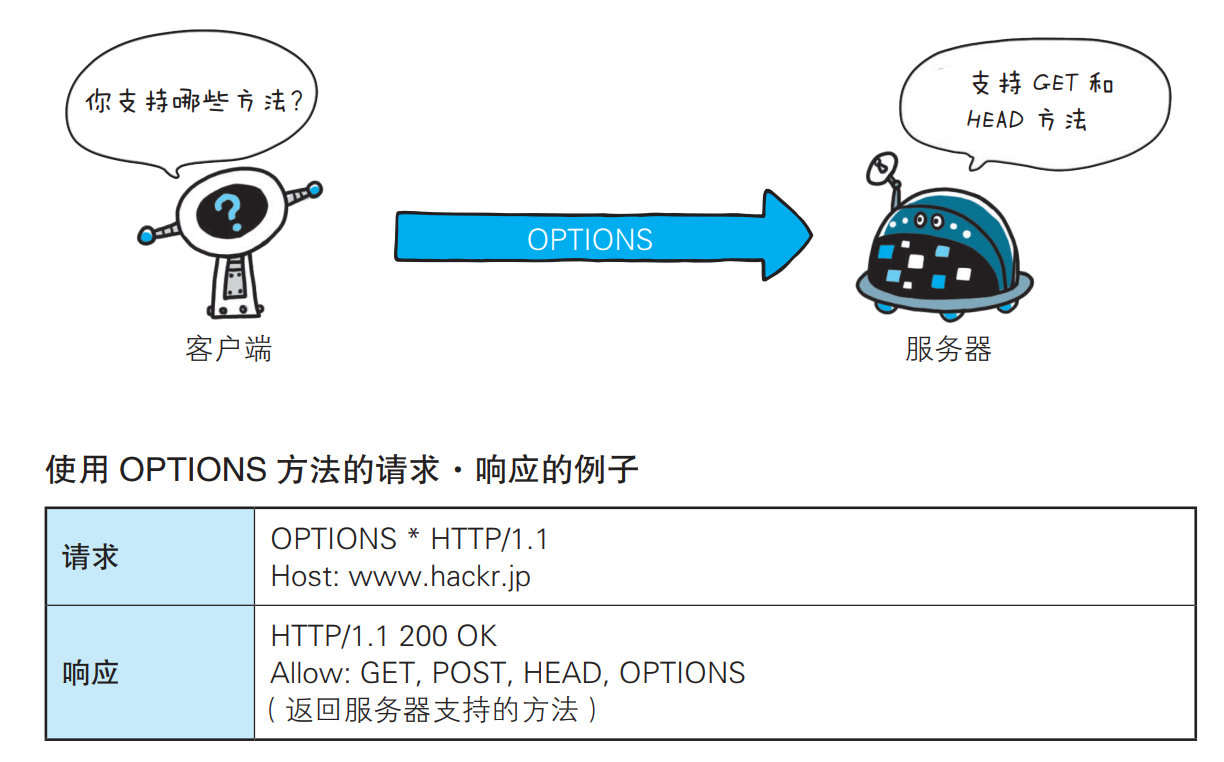 你支持哪些方法?
支持 GET 和
HEAD 方法
OPTIONS
客户端
服务器
使用 OPTIONS 方法的请求・响应的例子
请求
OPTIONS * HTTP/1.1
Host: www.hackr.jp
响应
HTTP/1.1 200 OK
Allow: GET, POST, HEAD, OPTIONS
( 返回服务器支持的方法 )